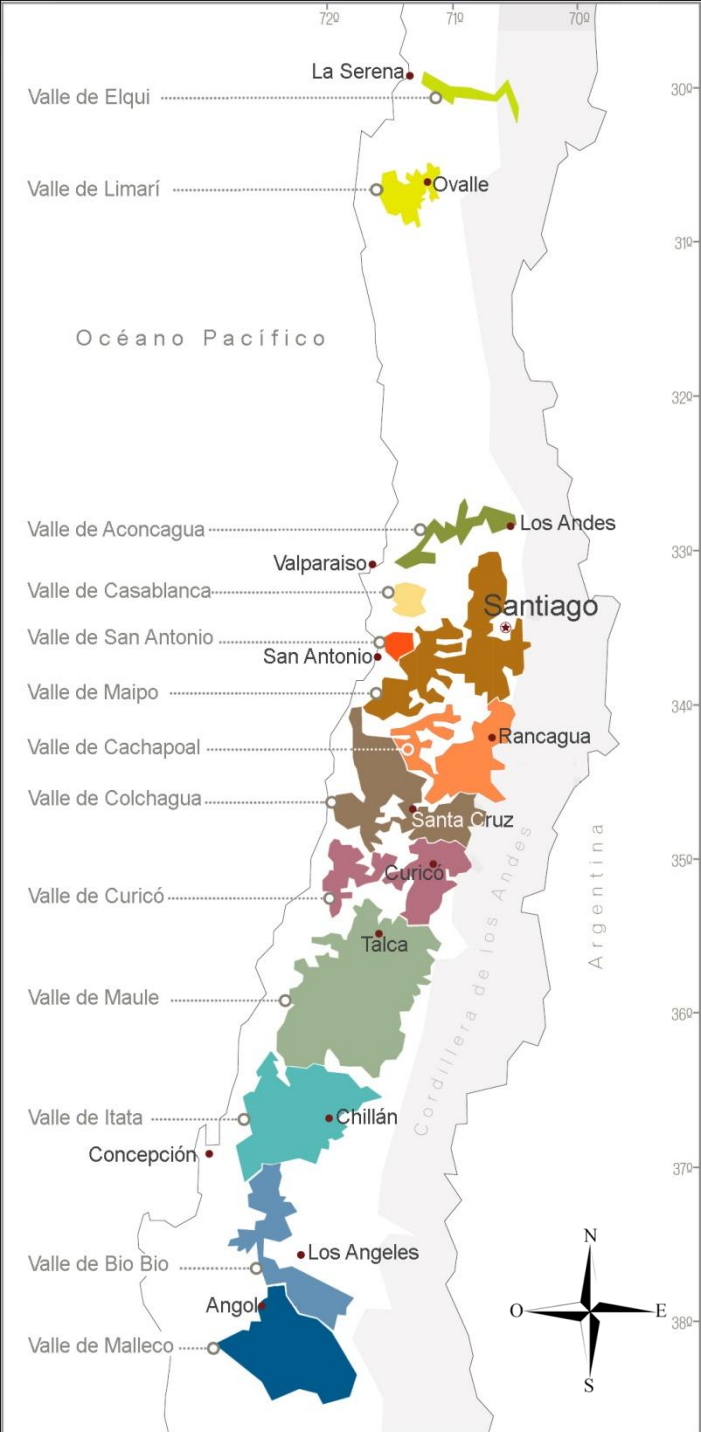 72º
71º
70º
La Serena
30º
Valle de Elqui
Valle de Limarí
Ovalle
31º
Océano Pacífico
32º
Valle de Aconcagua
Los Andes
33º
Valparaiso
Valle de Casablanca
Santiago
Valle de San Antonio
San Antonio
Valle de Maipo
34º
Rancagua
Valle de Cachapoal
Valle de Colchagua
Santa Cruz
35º
Curicó
Valle de Curicó
Argentina
Cordillera de los Andes
Talca
Valle de Maule
36º
Valle de Itata
Chillán
Concepción
37º
Los Angeles
Valle de Bio Bio
Angol
Valle de Malleco
38º
N
O
E
S